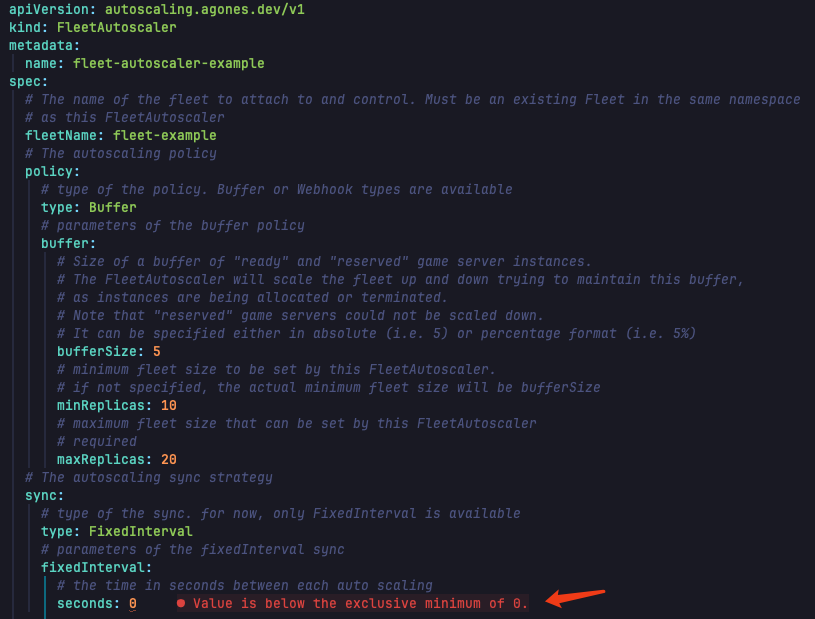 apiVersion: autoscaling.agones.dev/v1
kind: FleetAutoscaler
metadata:
  name: fleet-autoscaler-example
spec:
  # The name of the fleet to attach to and control. Must be an existing Fleet in the same namespace
  # as this FleetAutoscaler
  fleetName: fleet-example
  # The autoscaling policy
  policy:
    # type of the policy. Buffer or Webhook types are available
    type: Buffer
    # parameters of the buffer policy
    buffer:
      # Size of a buffer of "ready" and "reserved" game server instances.
      # The FleetAutoscaler will scale the fleet up and down trying to maintain this buffer,
      # as instances are being allocated or terminated.
      # Note that "reserved" game servers could not be scaled down.
      # It can be specified either in absolute (i.e. 5) or percentage format (i.e. 5%)
      bufferSize: 5
      # minimum fleet size to be set by this FleetAutoscaler.
      # if not specified, the actual minimum fleet size will be bufferSize
      minReplicas: 10
      # maximum fleet size that can be set by this FleetAutoscaler
      # required
      maxReplicas: 20
  # The autoscaling sync strategy
  sync:
    # type of the sync. for now, only FixedInterval is available
    type: FixedInterval
    # parameters of the fixedInterval sync
    fixedInterval:
      # the time in seconds between each auto scaling
      seconds: 0     ● Value is below the exclusive minimum of 0.